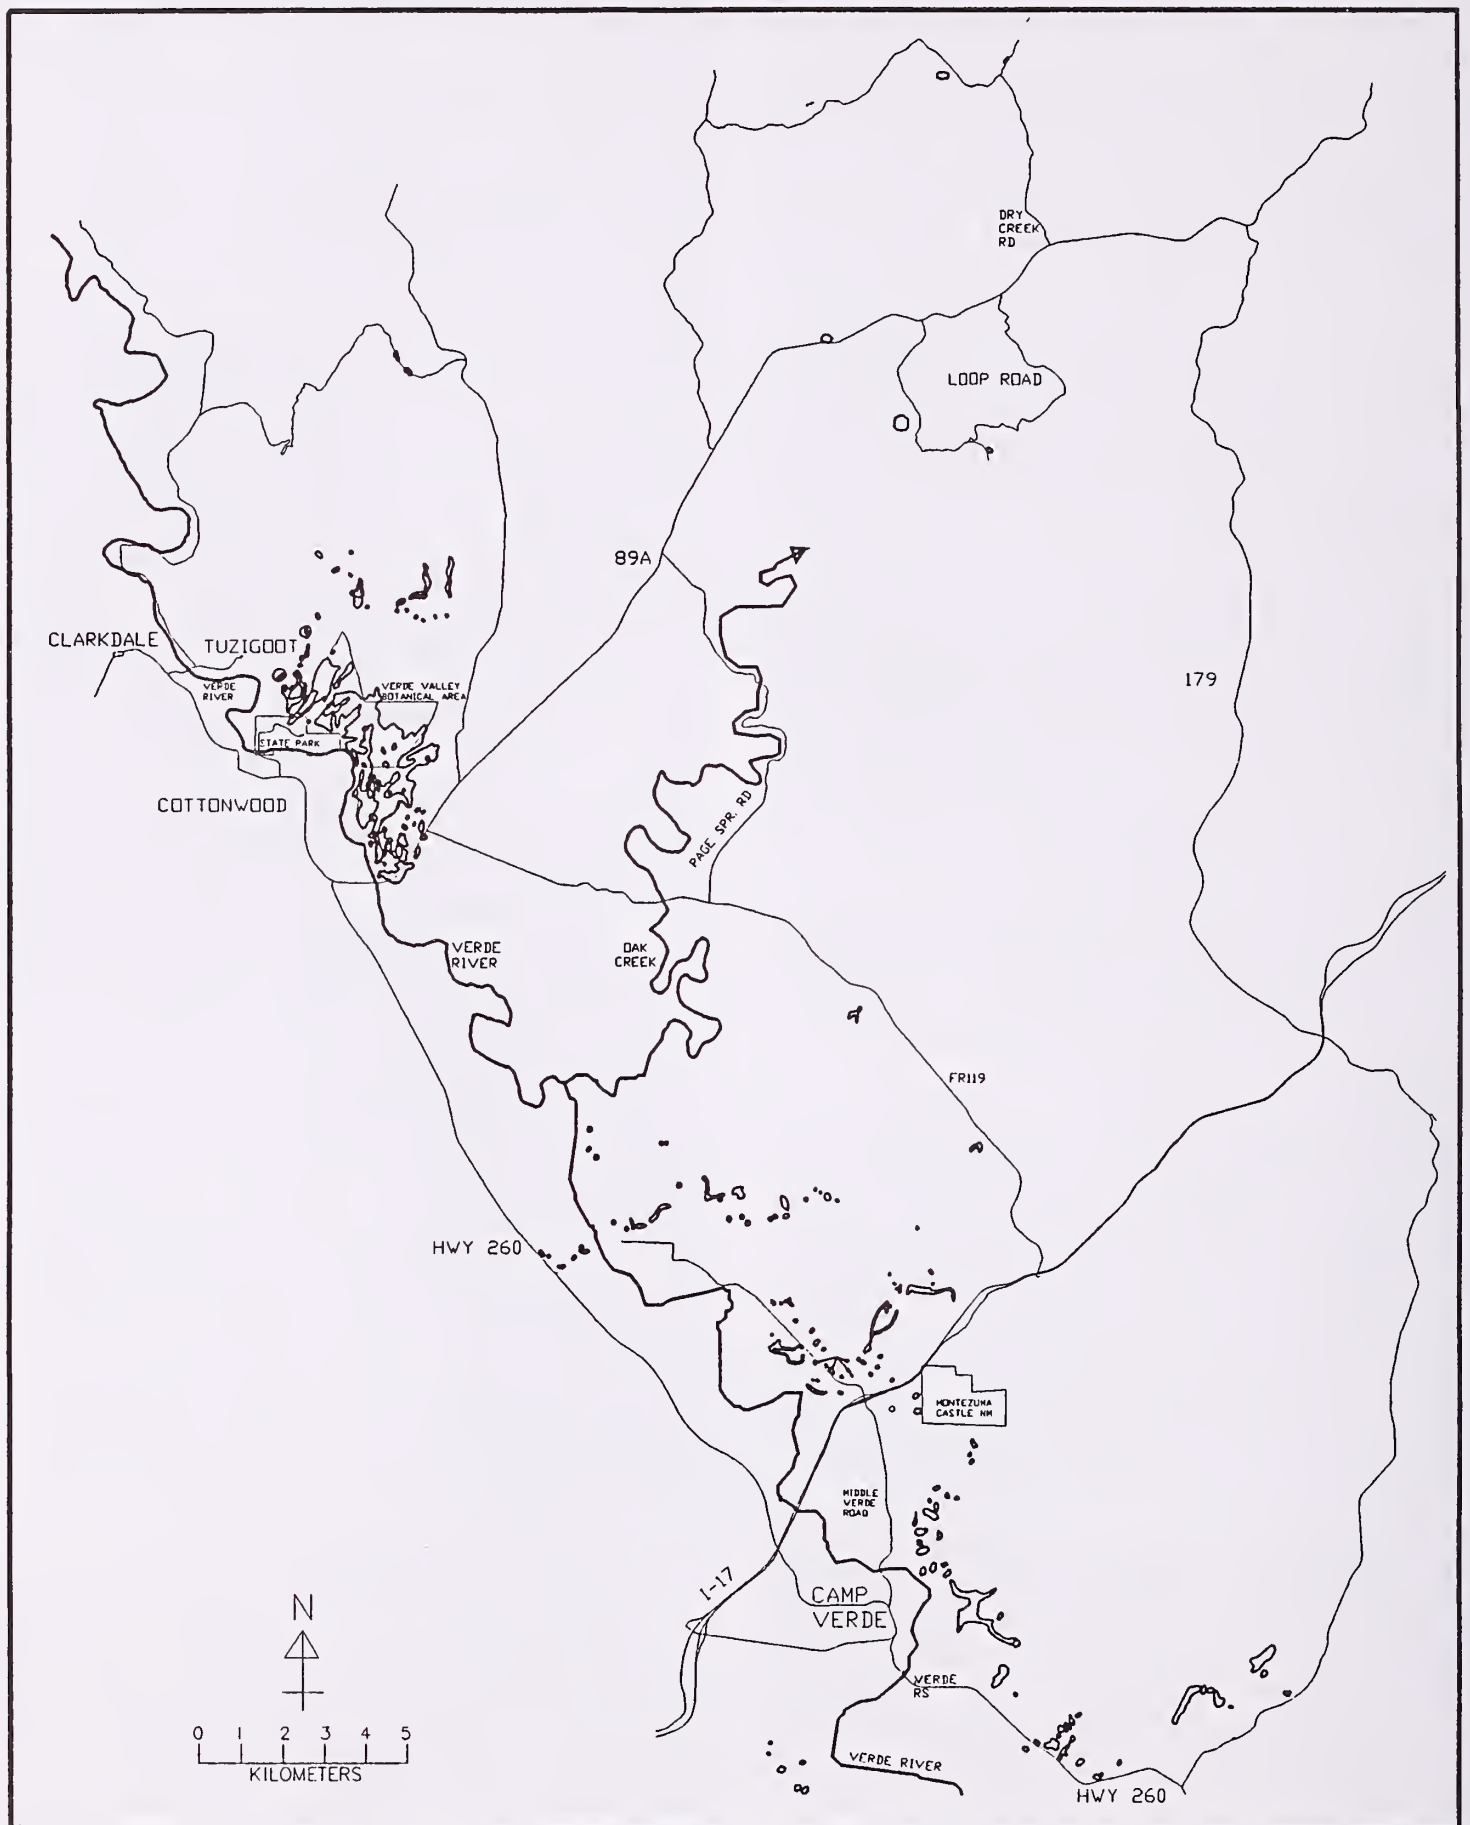 DRY
CREEK
RD
LOOP ROAD
89A
CLARKDALE
TUZIGOOT
179
VERDE
RIVER
VERDE VALLEY
BOTANICAL AREA
STATE PARK
COTTONWOOD
PAGE SPR. RD
VERDE
RIVER
OAK
CREEK
FR119
HWY 260
MONTEZUMA
CASTLE NM
MIDDLE
VERDE
ROAD
I-17
CAMP
VERDE
N
VERDE
RS
0 1 2 3 4 5
KILOMETERS
VERDE RIVER
HWY 260